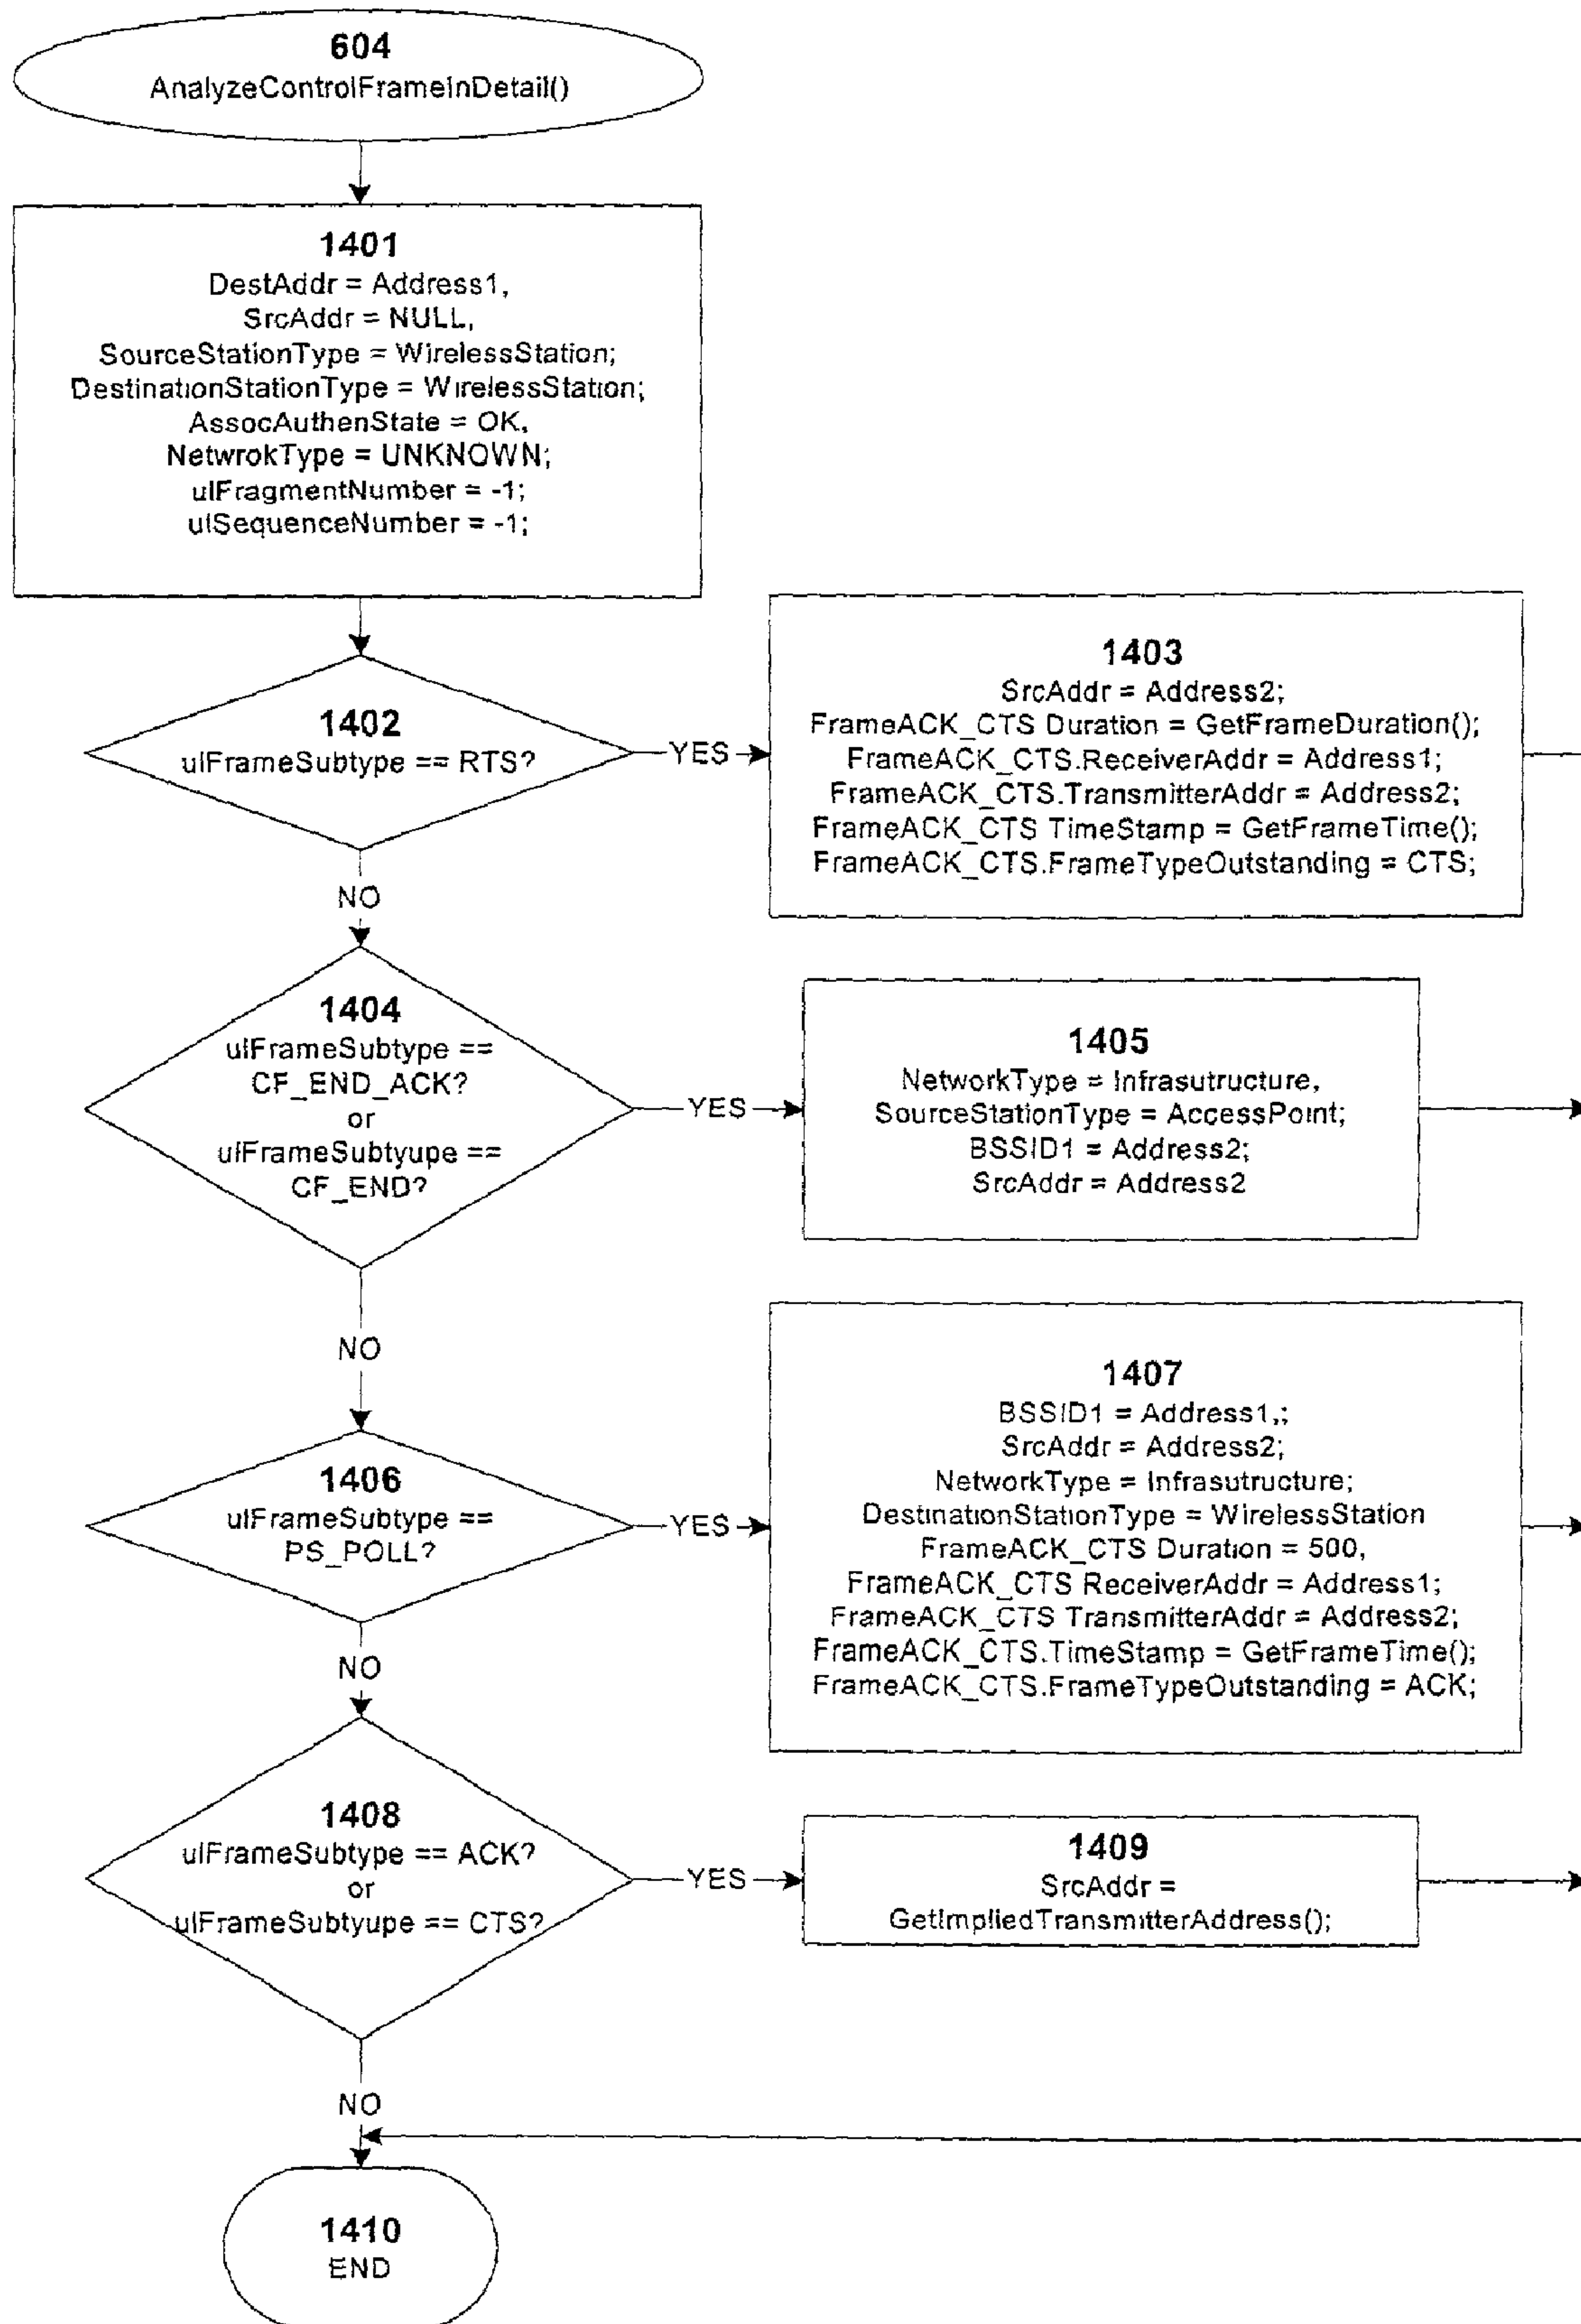 604
AnalyzeControlFrameInDetail()
1401
DestAddr = Address1,
SrcAddr = NULL,
SourceStationType = WirelessStation;
DestinationStationType = WirelessStation;
AssocAuthenState = OK,
NetwrokType = UNKNOWN;
ulFragmentNumber = -1;
ulSequenceNumber = -1;
1402
ulFrameSubtype == RTS?
YES
1403
SrcAddr = Address2;
FrameACK_CTS Duration = GetFrameDuration();
FrameACK_CTS.ReceiverAddr = Address1;
FrameACK_CTS.TransmitterAddr = Address2;
FrameACK_CTS TimeStamp = GetFrameTime();
FrameACK_CTS.FrameTypeOutstanding = CTS;
NO
1404
ulFrameSubtype ==
CF_END_ACK?
or
ulFrameSubtyupe ==
CF_END?
YES
1405
NetworkType = Infrasutructure,
SourceStationType = AccessPoint;
BSSID1 = Address2;
SrcAddr = Address2
NO
1406
ulFrameSubtype ==
PS_POLL?
YES
1407
BSSID1 = Address1,;
SrcAddr = Address2;
NetworkType = Infrasutructure;
DestinationStationType = WirelessStation
FrameACK_CTS Duration = 500,
FrameACK_CTS ReceiverAddr = Address1;
FrameACK_CTS TransmitterAddr = Address2;
FrameACK_CTS.TimeStamp = GetFrameTime();
FrameACK_CTS.FrameTypeOutstanding = ACK;
NO
1408
ulFrameSubtype == ACK?
or
ulFrameSubtyupe == CTS?
YES
1409
SrcAddr =
GetImpliedTransmitterAddress();
NO
1410
END